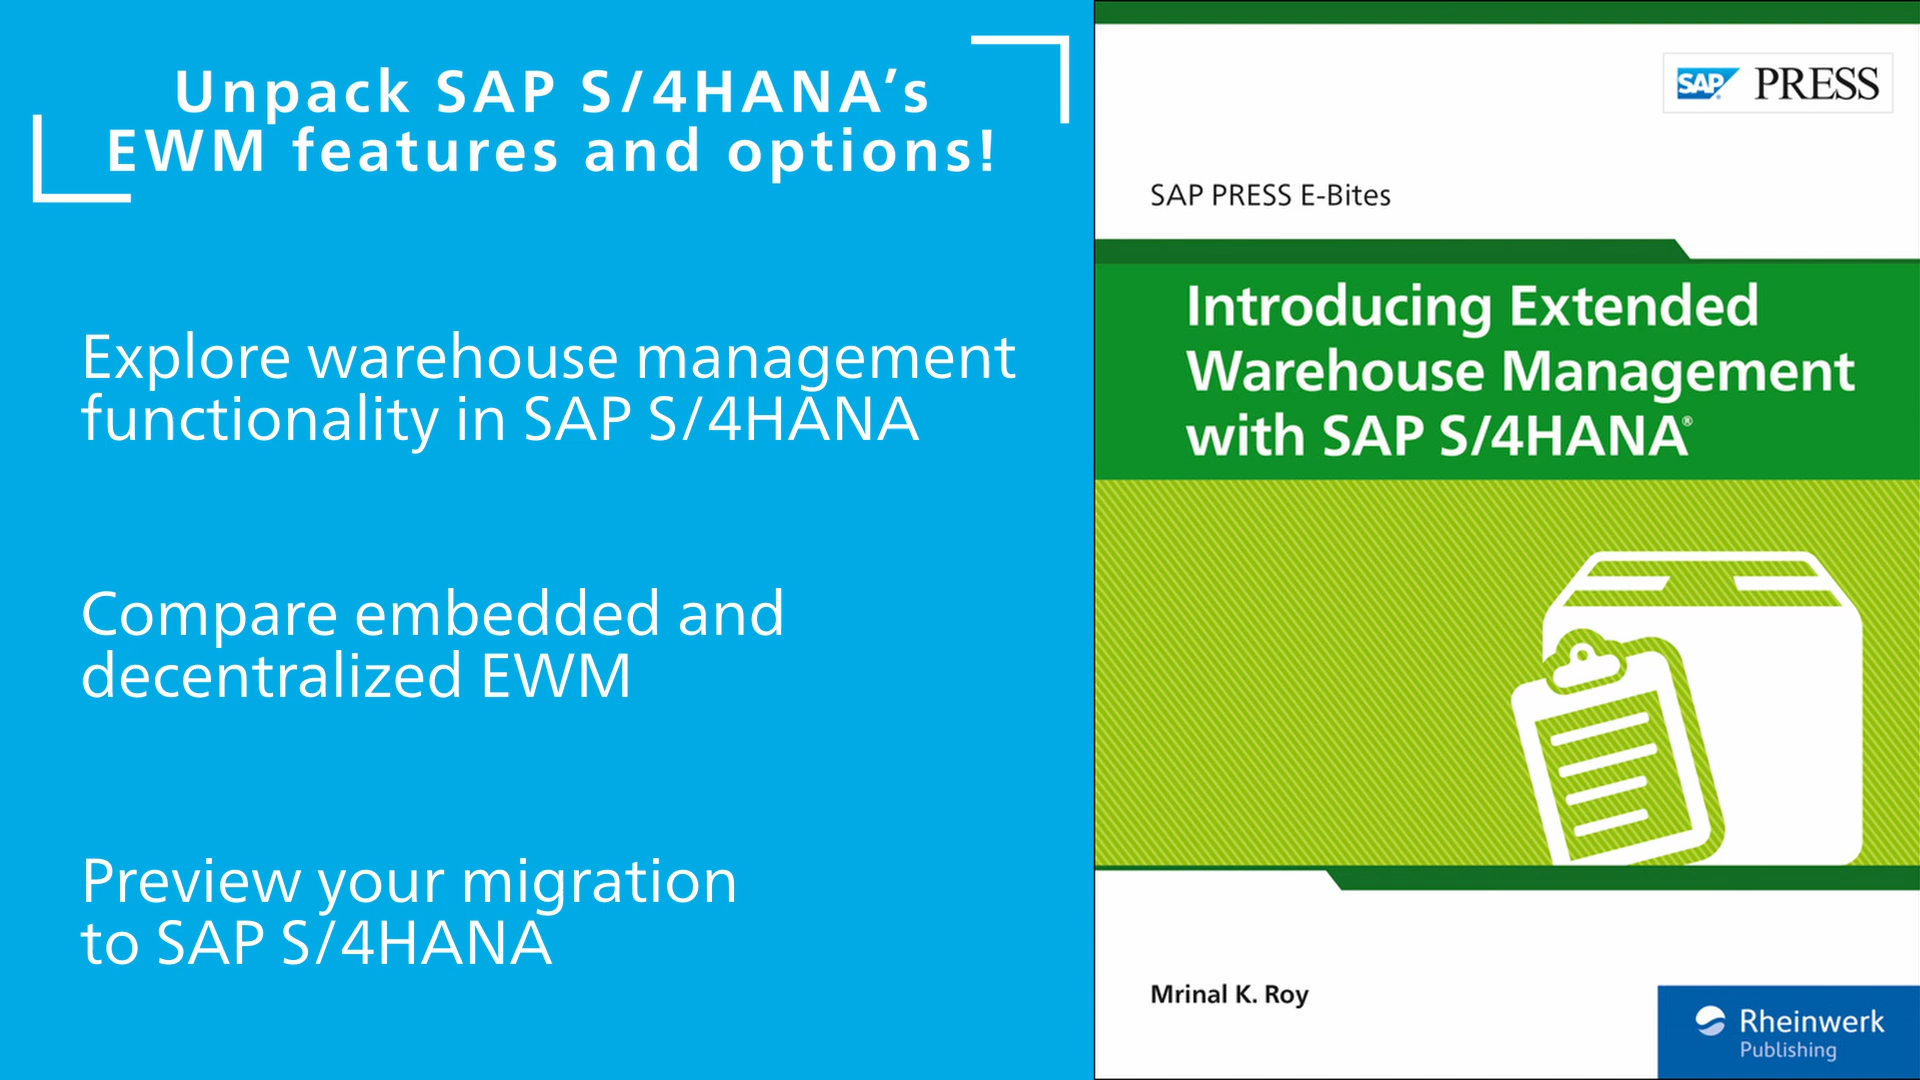 Unpack SAP S/4HANA’s
EWM features and options!
Explore warehouse management
functionality in SAP S/4HANA
Compare embedded and
decentralized EWM
Preview your migration
to SAP S/4HANA
SAP PRESS
SAP PRESS E-Bites
Introducing Extended
Warehouse Management
with SAP S/4HANA®
Mrinal K. Roy
Rheinwerk
Publishing